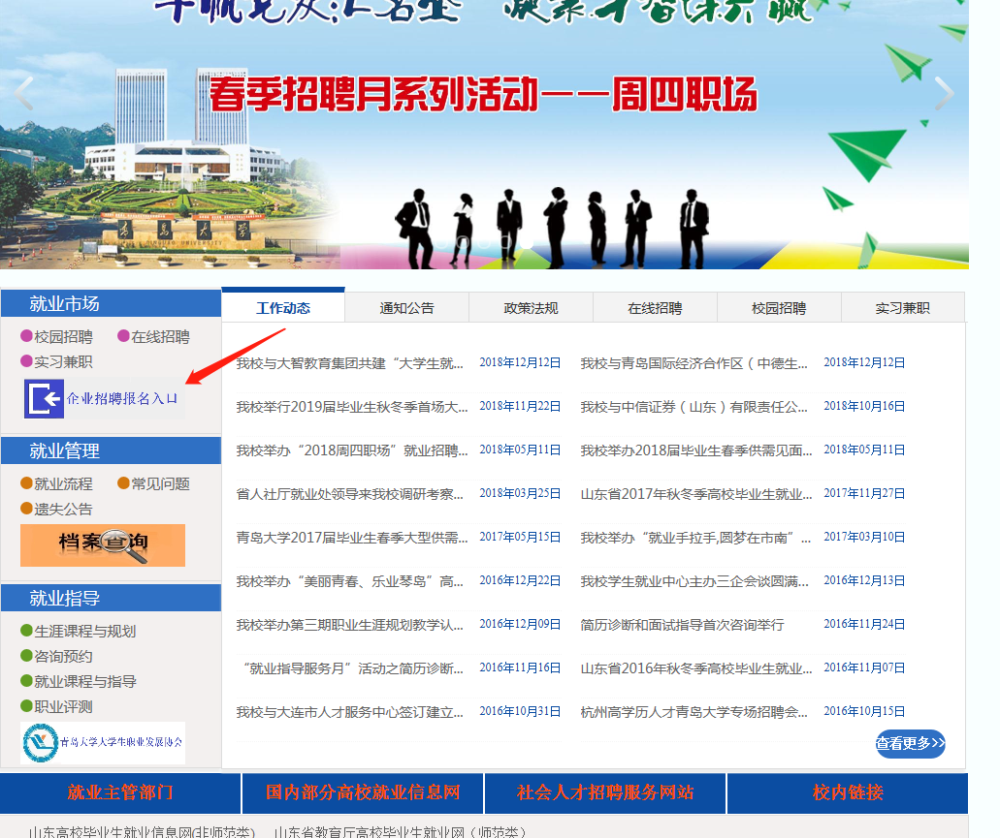 千帆竞发汇名企 凝聚才智谋共赢
春季招聘月系列活动——周四职场
青岛大学
就业市场
校园招聘 在线招聘
实习兼职
企业招聘报名入口
就业管理
就业流程 常见问题
遗失公告
档案查询
就业指导
生涯课程与规划
咨询预约
就业课程与指导
职业评测
青岛大学大学生职业发展协会
工作动态 通知公告 政策法规 在线招聘 校园招聘 实习兼职
我校与大智教育集团共建“大学生就... 2018年12月12日 我校与青岛国际经济合作区（中德生... 2018年12月12日
我校举行2019届毕业生秋冬季首场大... 2018年11月22日 我校与中信证券（山东）有限责任公... 2018年10月16日
我校举办“2018周四职场”就业招聘... 2018年05月11日 我校举办2018届毕业生春季供需见面... 2018年05月11日
省人社厅就业处领导来我校调研考察... 2018年03月25日 山东省2017年秋冬季高校毕业生就业... 2017年11月27日
青岛大学2017届毕业生春季大型供需... 2017年05月15日 我校举办“就业手拉手,圆梦在市南”... 2017年03月10日
我校举办“美丽青春、乐业琴岛”高... 2016年12月22日 我校学生就业中心主办三企会谈圆满... 2016年12月13日
我校举办第三期职业生涯规划教学认... 2016年12月09日 简历诊断和面试指导首次咨询举行 2016年11月24日
“就业指导服务月”活动之简历诊断... 2016年11月16日 山东省2016年秋冬季高校毕业生就业... 2016年11月07日
我校与大连市人才服务中心签订建立... 2016年10月31日 杭州高学历人才青岛大学专场招聘会... 2016年10月15日
查看更多>>
就业主管部门 国内部分高校就业信息网 社会人才招聘服务网站 校内链接
山东高校毕业生就业信息网(非师范类) 山东省教育厅高校毕业生就业网（师范类）